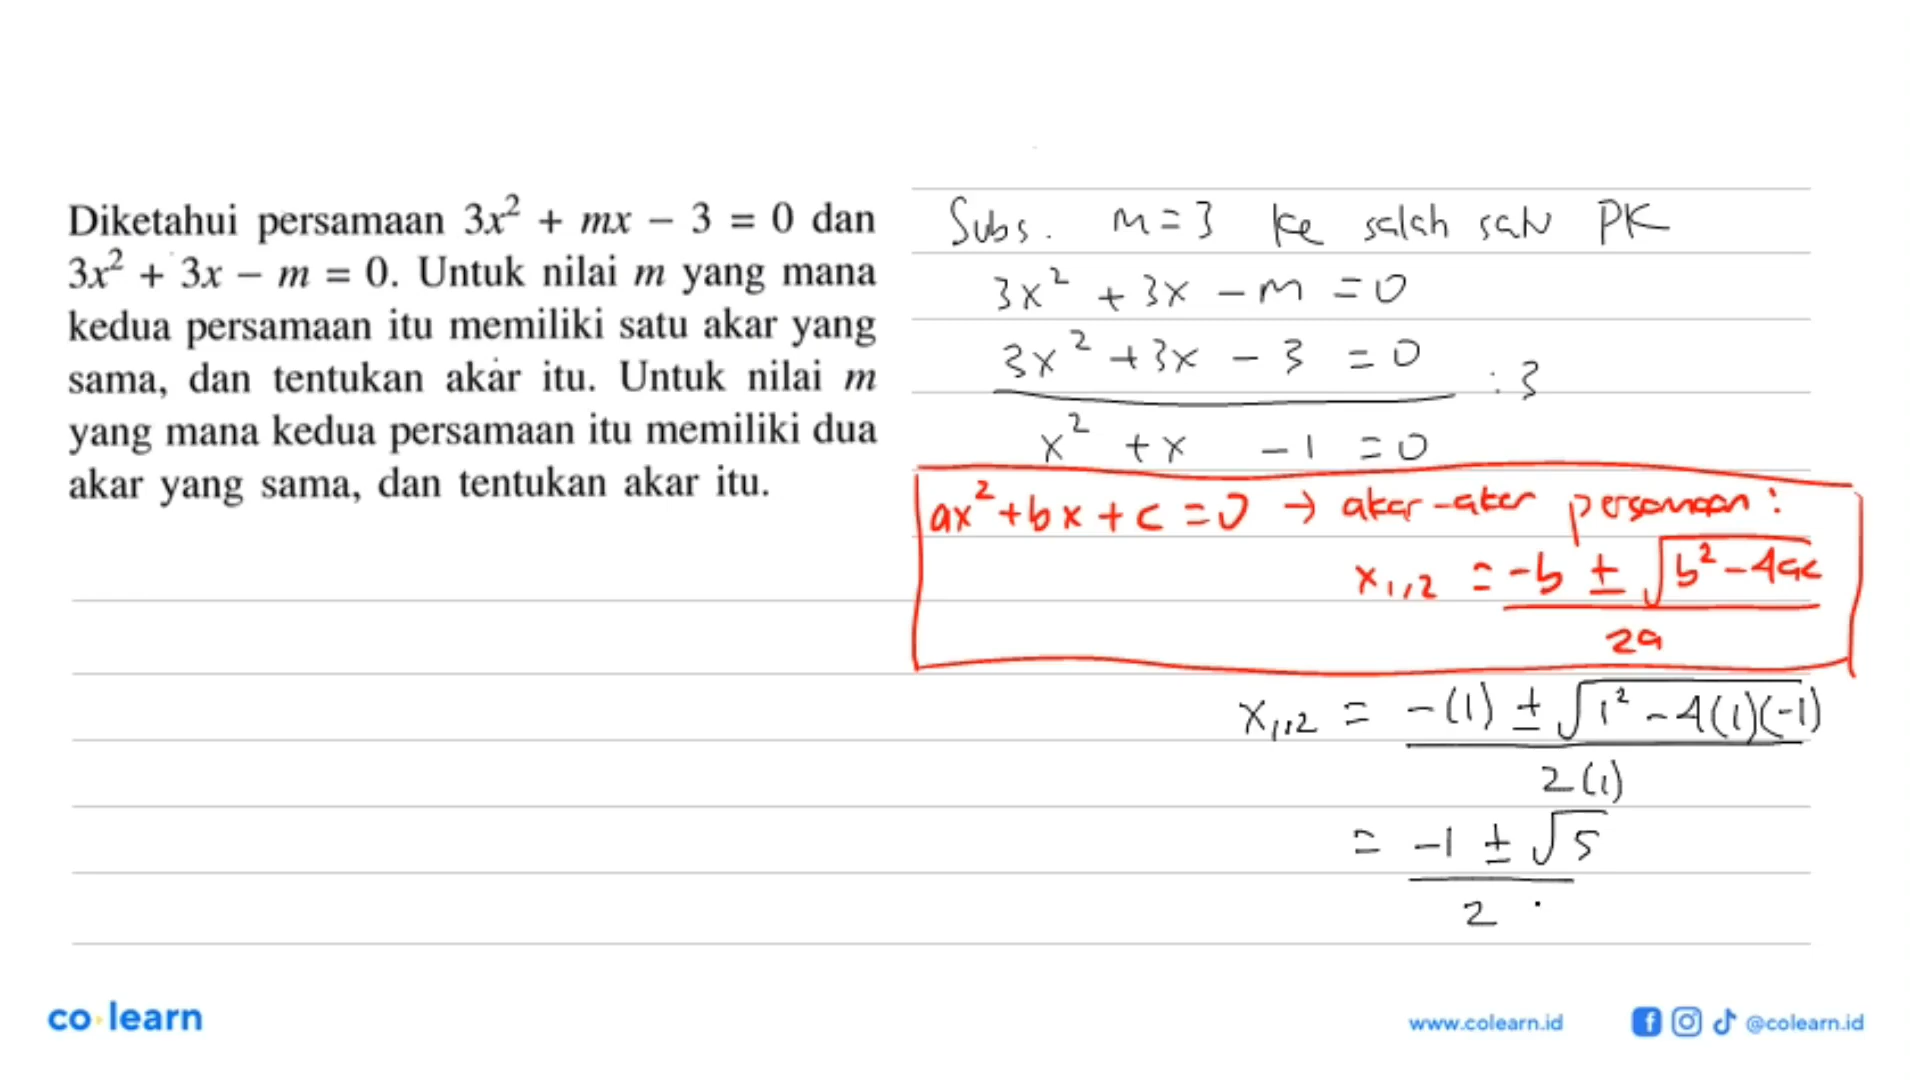 Diketahui persamaan 3x² + mx − 3 = 0 dan
3x² + 3x − m = 0. Untuk nilai m yang mana
kedua persamaan itu memiliki satu akar yang
sama, dan tentukan akar itu. Untuk nilai m
yang mana kedua persamaan itu memiliki dua
akar yang sama, dan tentukan akar itu.
Subs. m = 3 ke salah satu PK
3x² + 3x − m = 0
3x² + 3x − 3 = 0 : 3
x² + x − 1 = 0
ax² + bx + c = 0 → akar-akar persamaan :
x₁,₂ = −b ± √b² − 4ac
2a
x₁,₂ = −(1) ± √1² − 4(1)(−1)
2(1)
= −1 ± √5
2
co learn
www.colearn.id @colearn.id